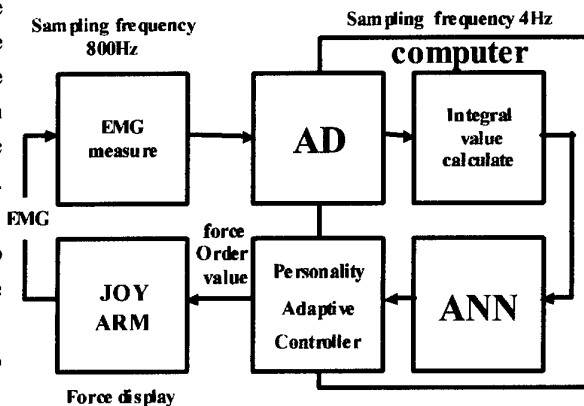 Sampling frequency
800Hz
Sampling frequency 4Hz
computer
EMG
measure
AD
Integral
value
calculate
EMG
force
Order
value
JOY
ARM
Personality
Adaptive
Controller
ANN
Force display